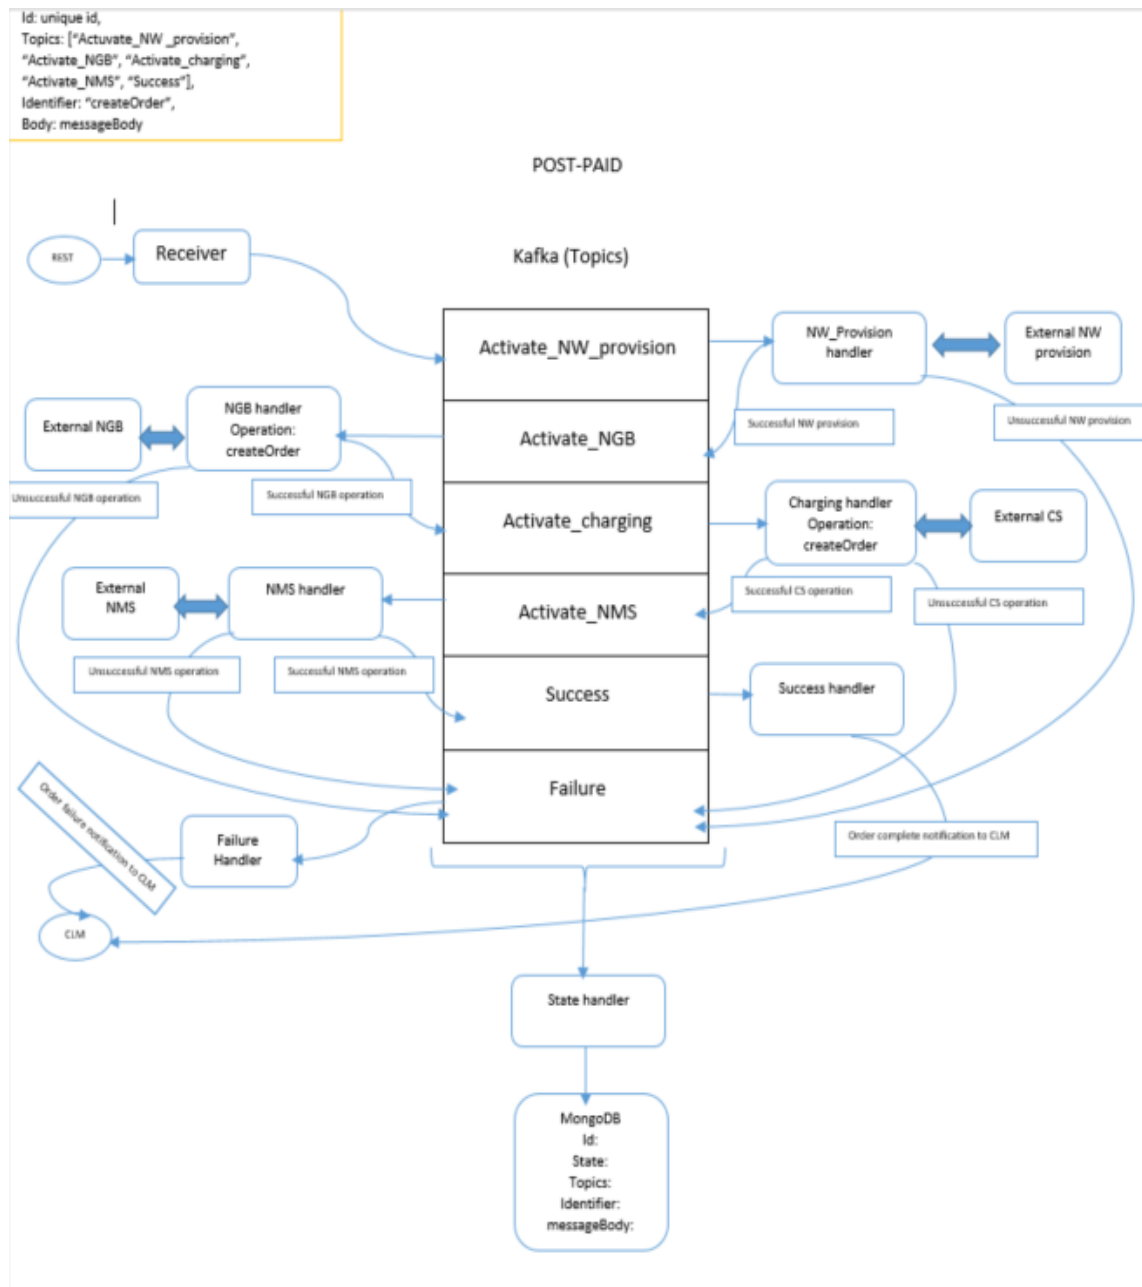 Id: unique id,
Topics: ["Actuvate_NW _provision",
"Activate_NGB", "Activate_charging",
"Activate_NMS", "Success"],
Identifier: "createOrder",
Body: messageBody
POST-PAID
REST
Receiver
Kafka (Topics)
Activate_NW_provision
NW_Provision
handler
External NW
provision
Successful NW provision
Unsuccessful NW provision
External NGB
NGB handler
Operation:
createOrder
Activate_NGB
Unsuccessful NGB operation
Successful NGB operation
Activate_charging
Charging handler
Operation:
createOrder
External CS
Successful CS operation
Unsuccessful CS operation
External
NMS
NMS handler
Activate_NMS
Unsuccessful NMS operation
Successful NMS operation
Success
Success handler
Failure
Order failure notification to CLM
Failure
Handler
Order complete notification to CLM
CLM
State handler
MongoDB
Id:
State:
Topics:
Identifier:
messageBody: